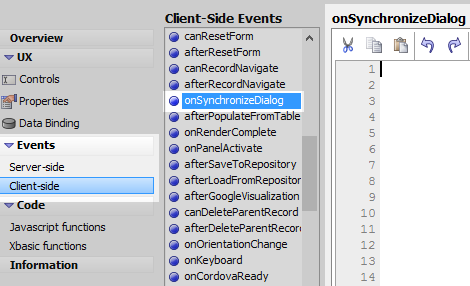 Overview
UX
Controls
Properties
Data Binding
Events
Server-side
Client-side
Code
Javascript functions
Xbasic functions
Information
Client-Side Events
canResetForm
afterResetForm
canRecordNavigate
afterRecordNavigate
onSynchronizeDialog
afterPopulateFromTable
onRenderComplete
onPanelActivate
afterSaveToRepository
afterLoadFromRepositor
afterGoogleVisualization
canDeleteParentRecord
afterDeleteParentRecord
onOrientationChange
onKeyboard
onCordovaReady
onSynchronizeDialog
1
2
3
4
5
6
7
8
9
10
11
12
13
14